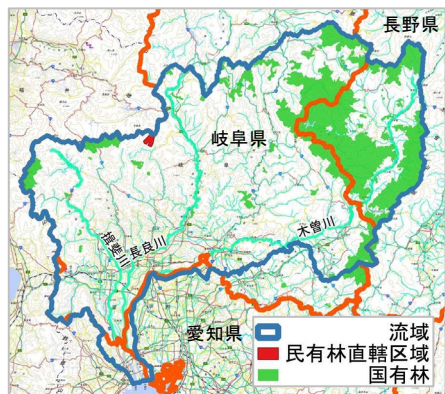 長野県
岐阜県
揖斐川
長良川
木曽川
愛知県
流域
民有林直轄区域
国有林